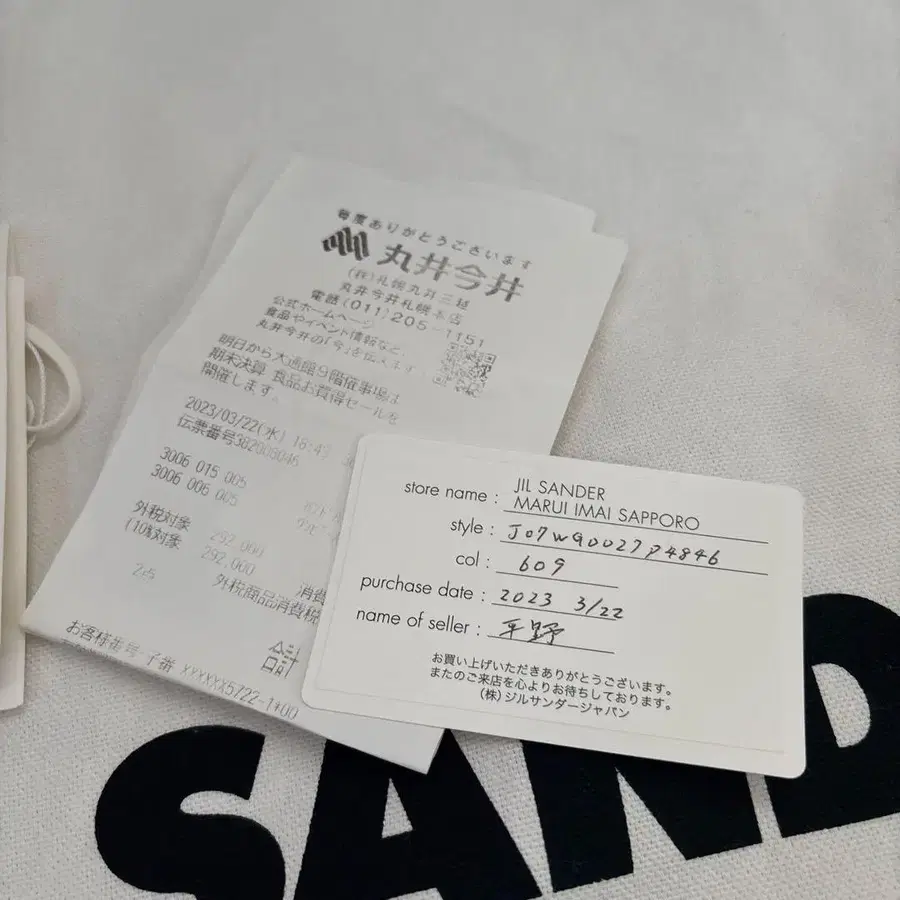 毎度ありがとうございます
丸井今井
(株)札幌丸井三越
丸井今井札幌本店
電話(011)205-1151
公式ホームページ
食品やイベント情報など、
丸井今井の「今」を伝えます
明日から大通館9階催事場は
期末決算 食品お買得セールを
開催します。
2023/03/22(水) 18:49
伝票番号
3006 015 005
3006 006 005
外税対象 292,000
(10%対象 292,000
外税商品消費税
合計
お客様番号-子番 XXXXXX5722-1*00
store name : JIL SANDER
MARUI IMAI SAPPORO
style : J07WQ0027P4846
col : 609
purchase date : 2023 3/22
name of seller : 平野
お買い上げいただきありがとうございます。
またのご来店を心よりお待ちしております。
(株)ジルサンダージャパン
SAND